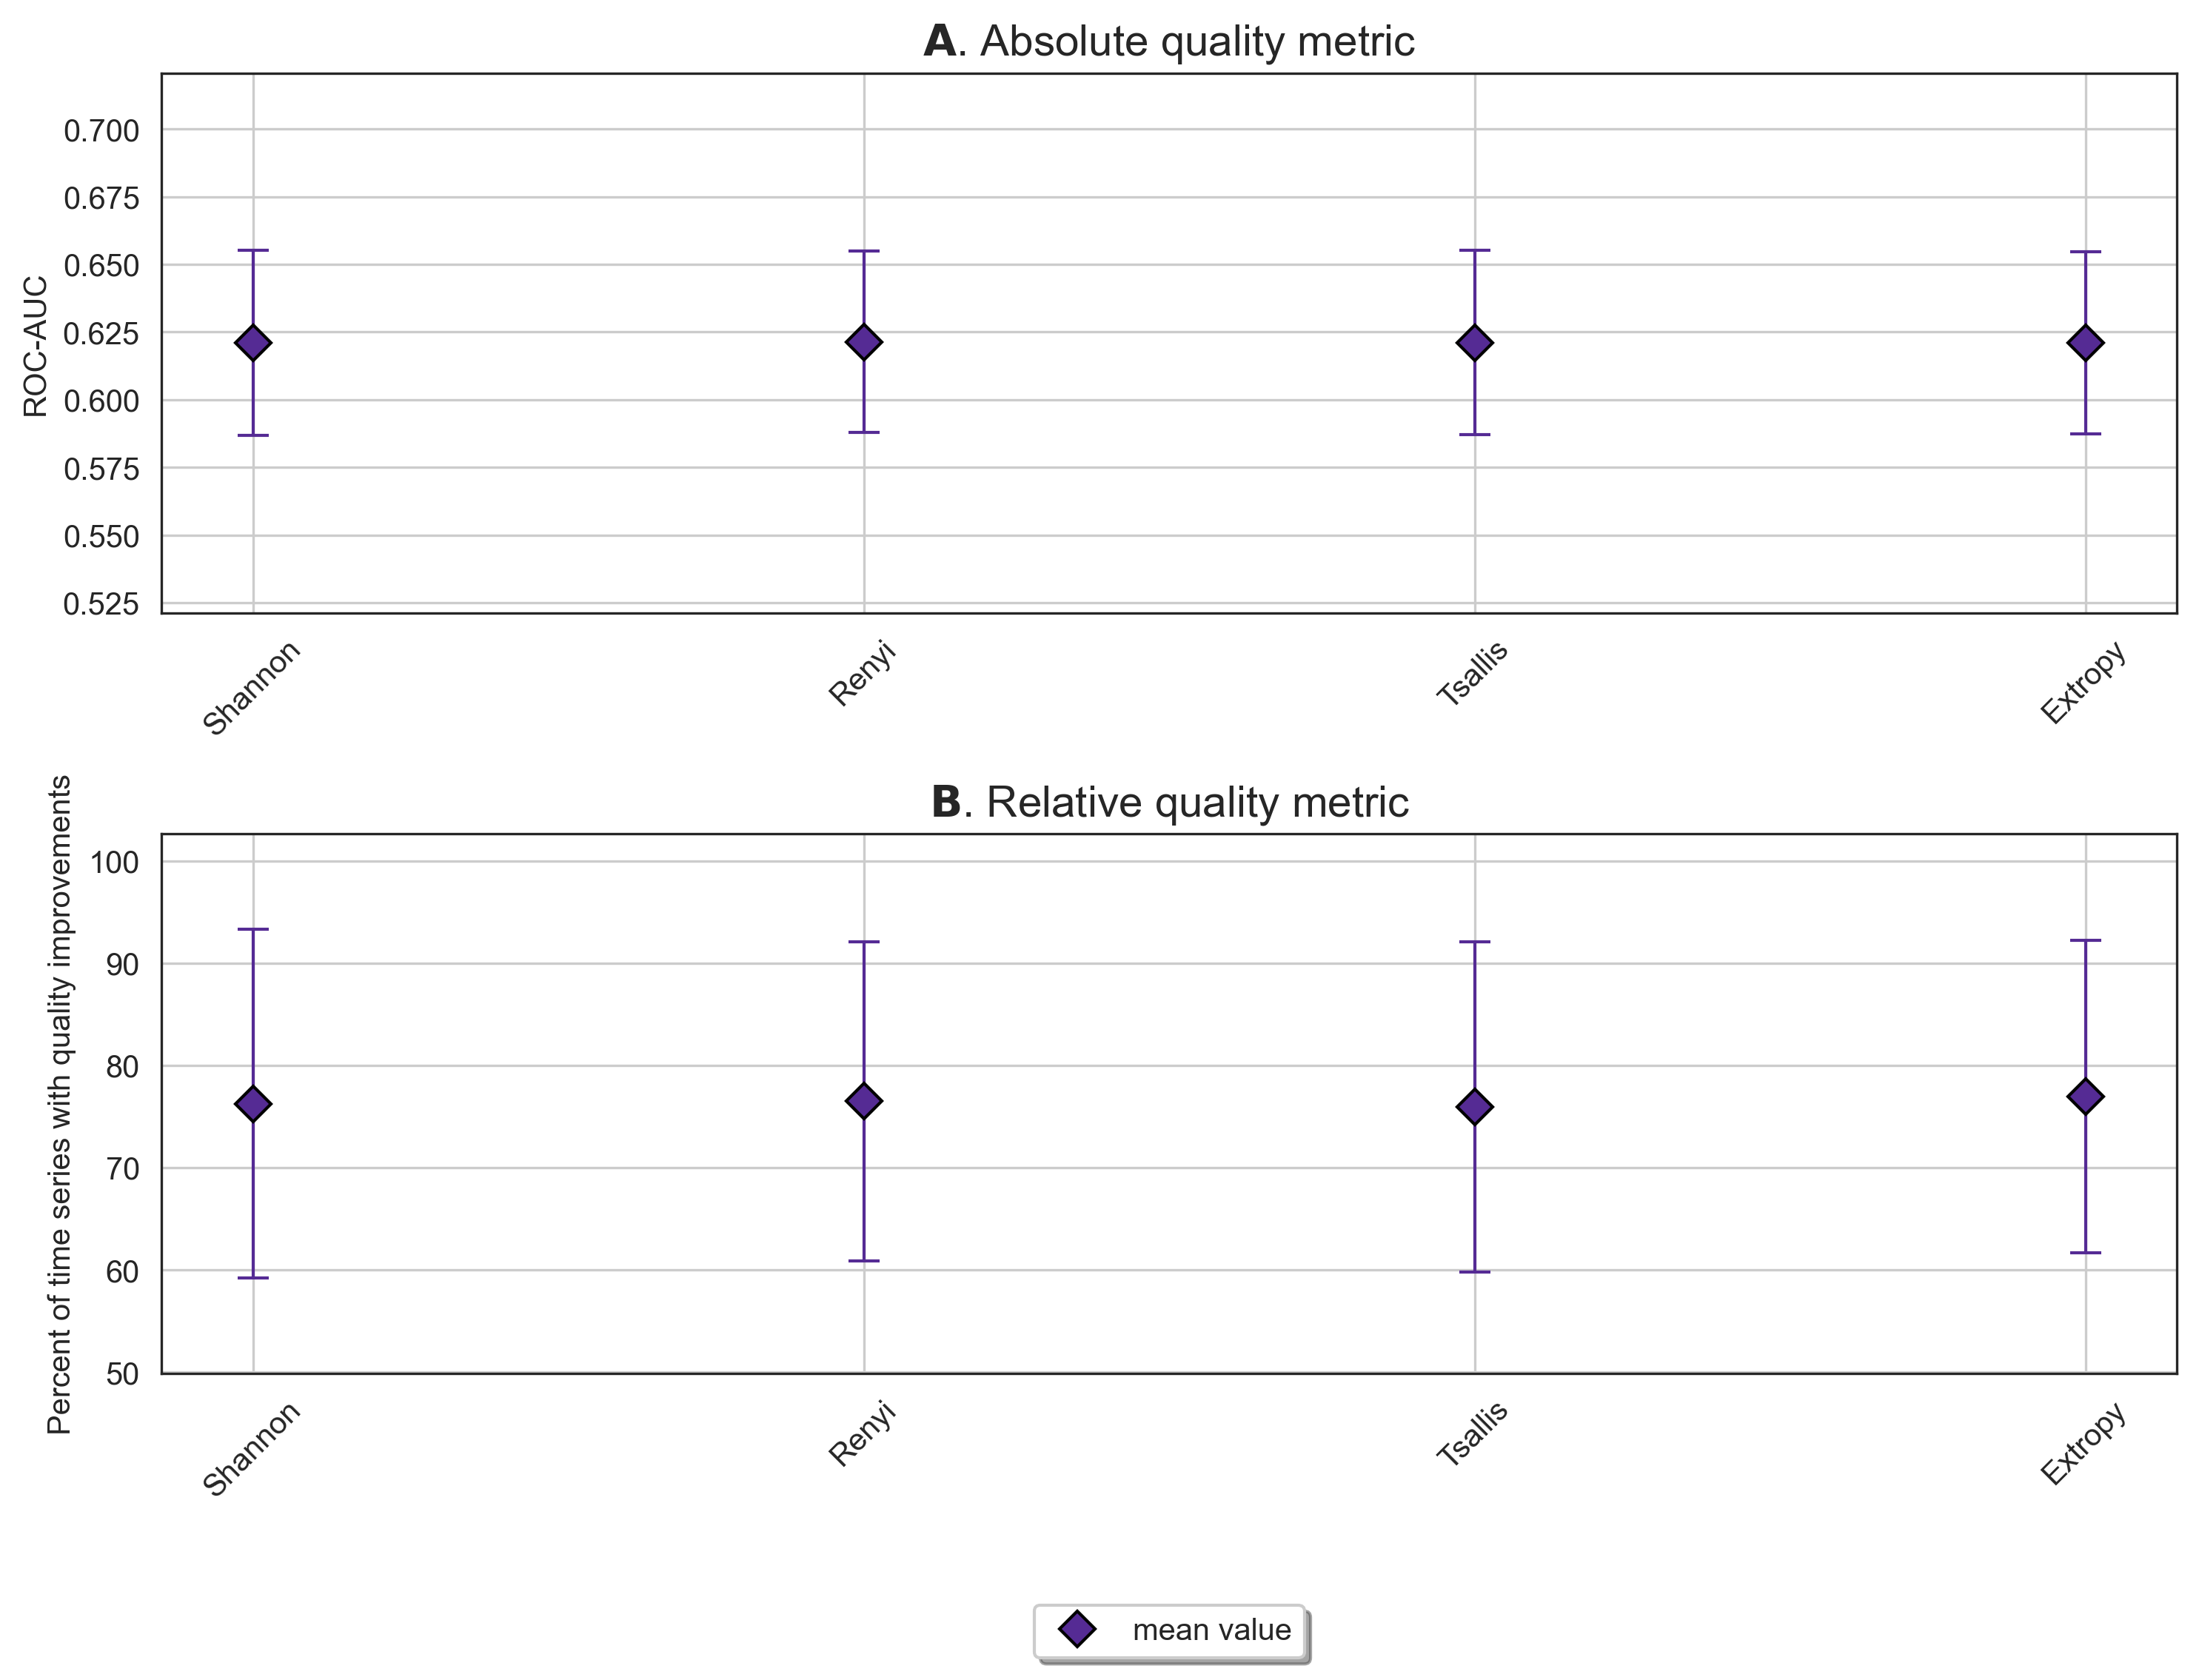 A. Absolute quality metric
ROC-AUC
0.700
0.675
0.650
0.625
0.600
0.575
0.550
0.525
Shannon
Renyi
Tsallis
Extropy
B. Relative quality metric
Percent of time series with quality improvements
100
90
80
70
60
50
Shannon
Renyi
Tsallis
Extropy
mean value